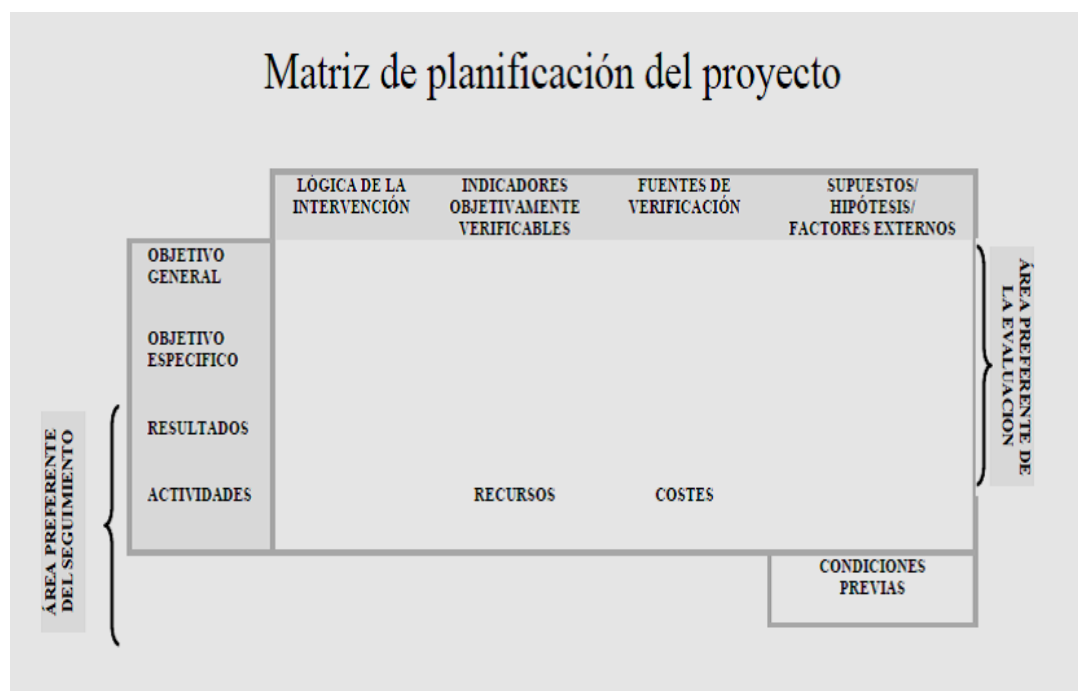 Matriz de planificación del proyecto
LÓGICA DE LA
INTERVENCIÓN
INDICADORES
OBJETIVAMENTE
VERIFICABLES
FUENTES DE
VERIFICACIÓN
SUPUESTOS/
HIPÓTESIS/
FACTORES EXTERNOS
OBJETIVO
GENERAL
OBJETIVO
ESPECIFICO
RESULTADOS
ACTIVIDADES
RECURSOS
COSTES
CONDICIONES
PREVIAS
ÁREA PREFERENTE
DEL SEGUIMIENTO
ÁREA PREFERENTE DE
LA EVALUACION